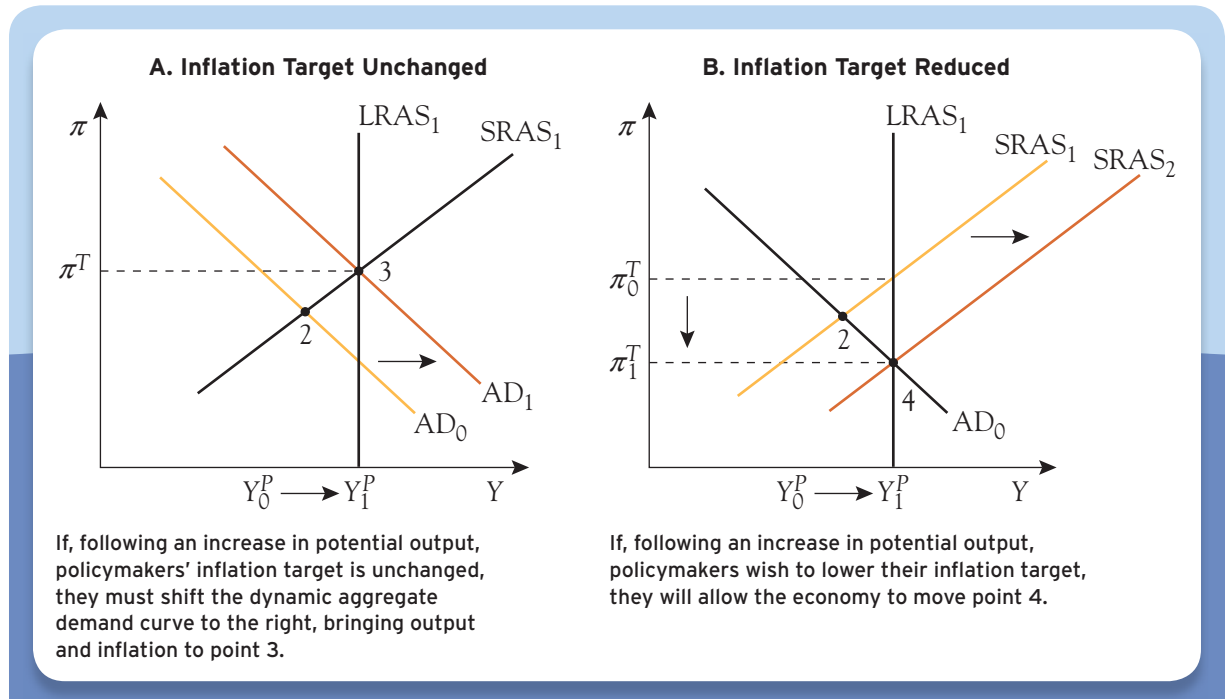 A. Inflation Target Unchanged
π
LRAS₁
SRAS₁
πᵀ
3
2
AD₁
AD₀
Y₀ᴾ → Y₁ᴾ
Y
If, following an increase in potential output,
policymakers’ inflation target is unchanged,
they must shift the dynamic aggregate
demand curve to the right, bringing output
and inflation to point 3.
B. Inflation Target Reduced
π
LRAS₁
SRAS₁
SRAS₂
π₀ᵀ
2
π₁ᵀ
4
AD₀
Y₀ᴾ → Y₁ᴾ
Y
If, following an increase in potential output,
policymakers wish to lower their inflation target,
they will allow the economy to move point 4.